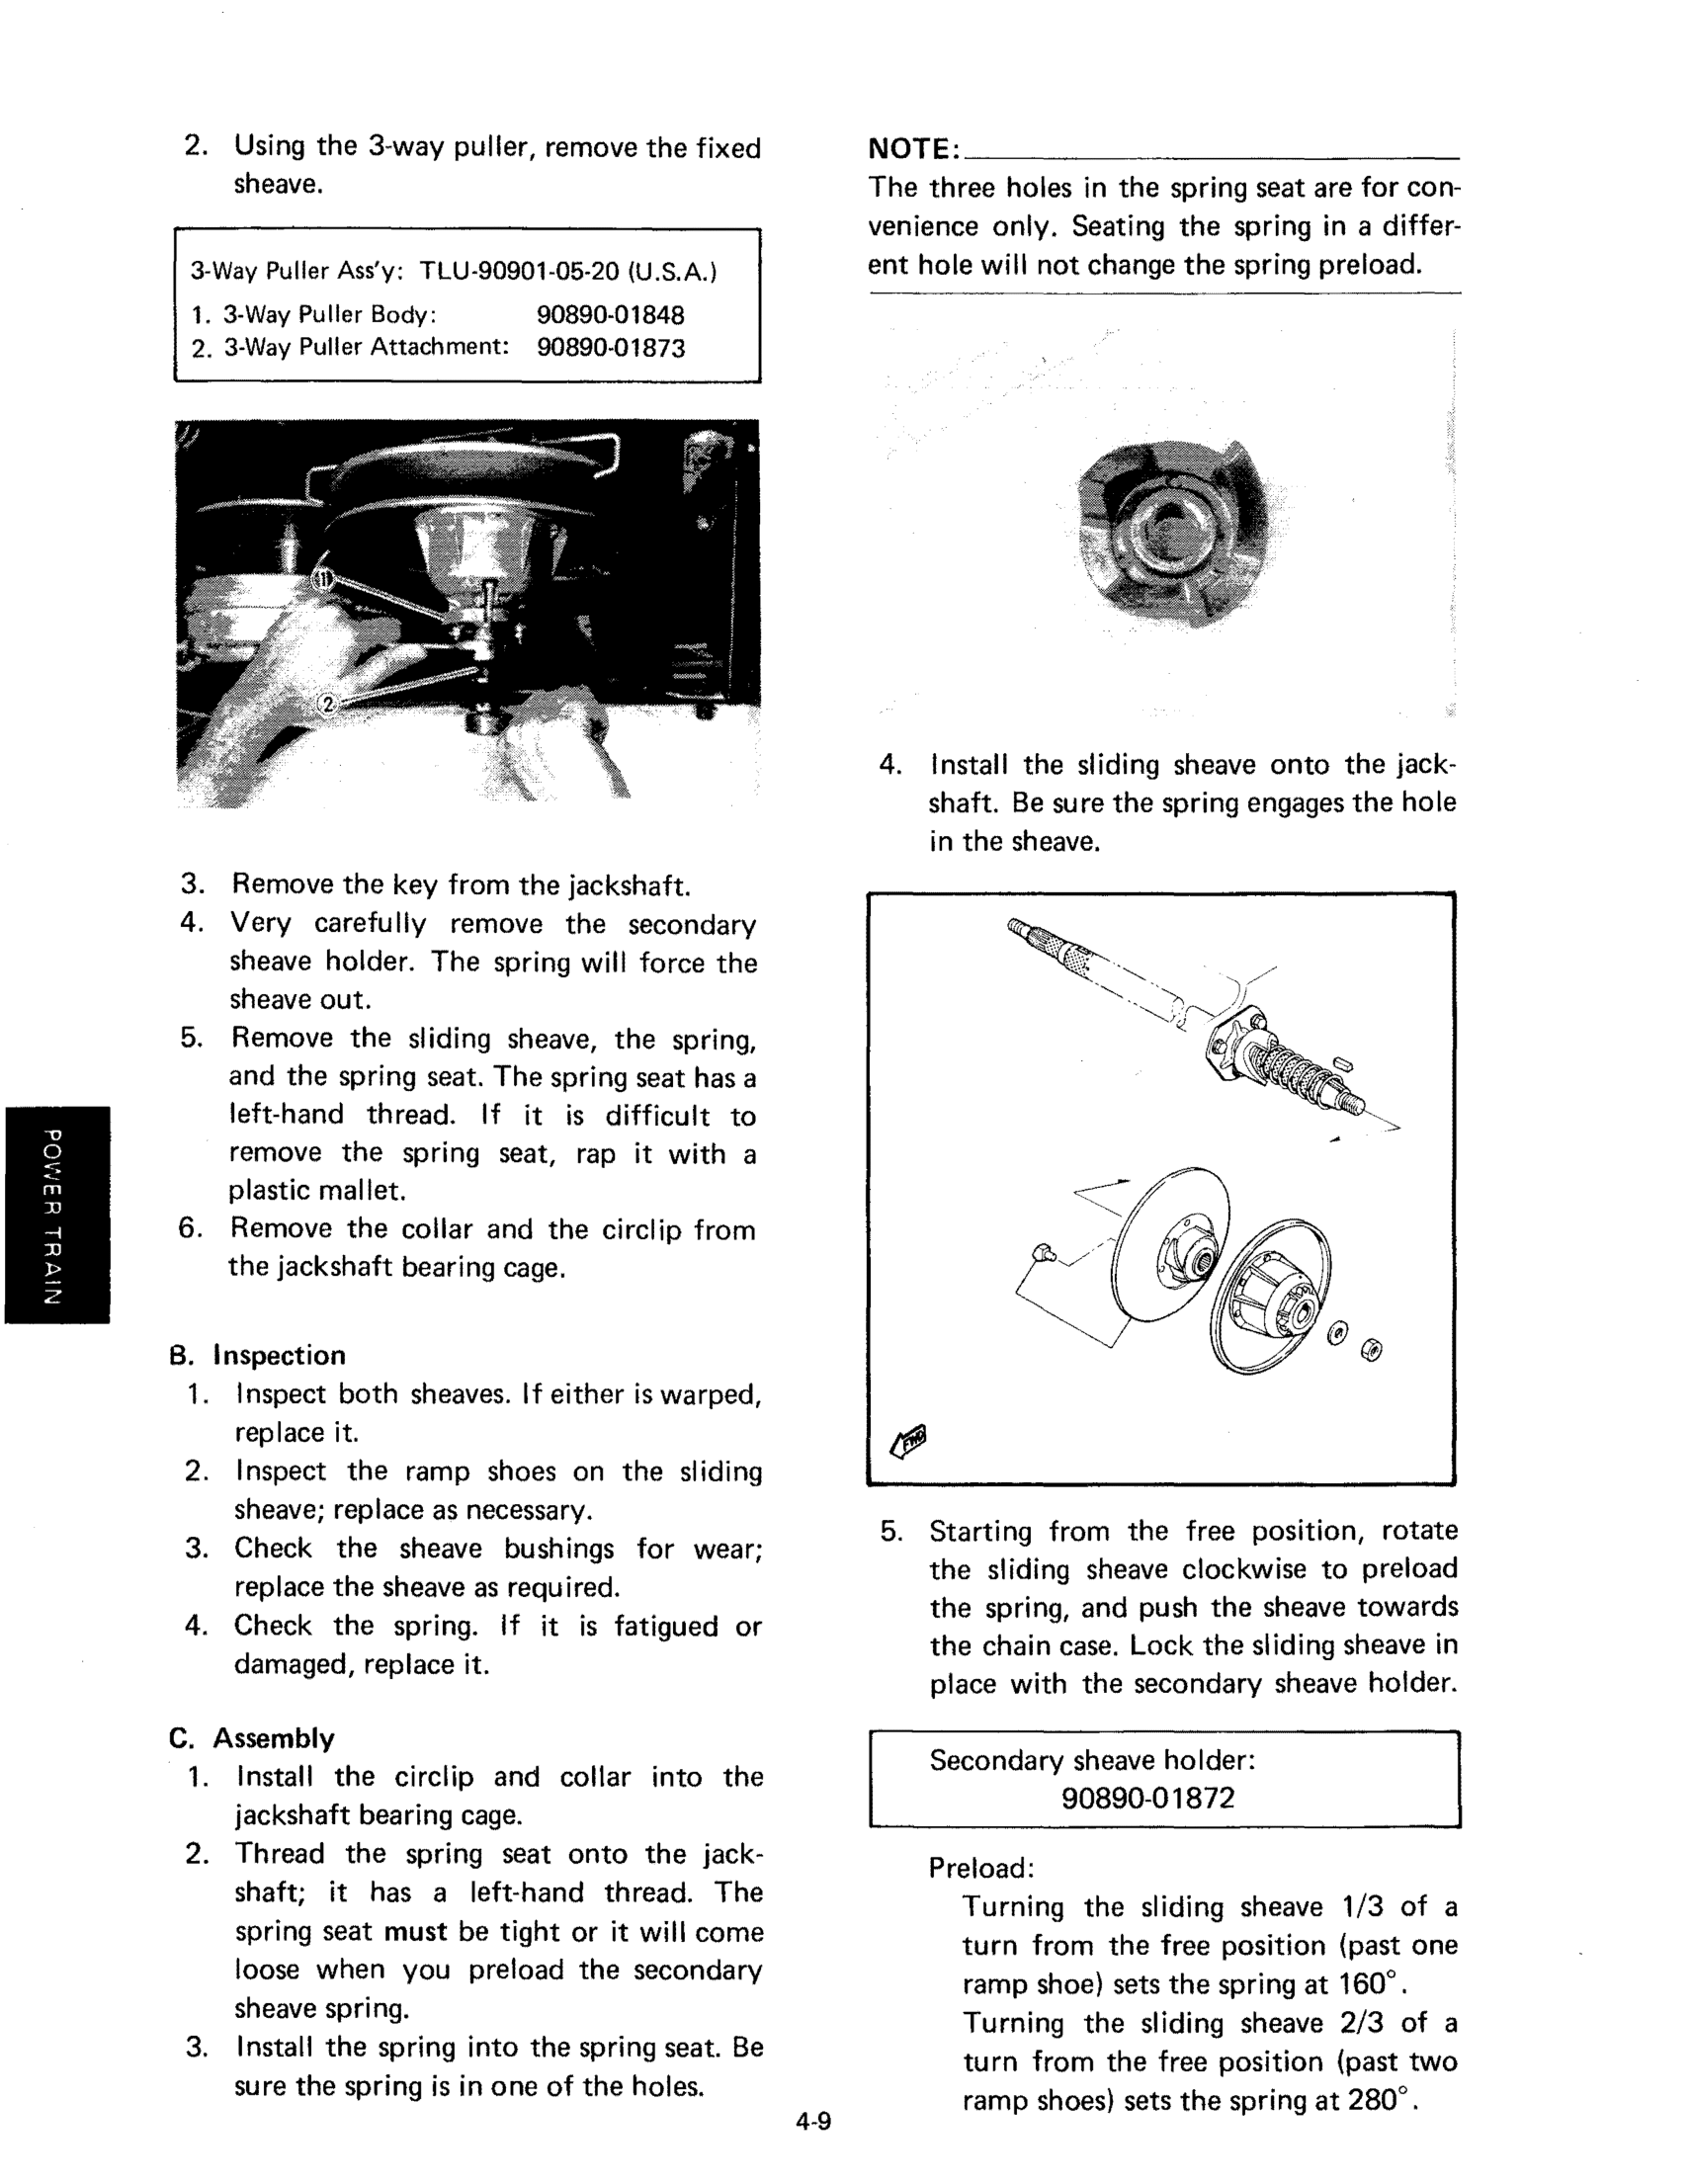 2. Using the 3-way puller, remove the fixed
sheave.
3-Way Puller Ass'y: TLU-90901-05-20 (U.S.A.)
1. 3-Way Puller Body: 90890-01848
2. 3-Way Puller Attachment: 90890-01873
11
2
3. Remove the key from the jackshaft.
4. Very carefully remove the secondary
sheave holder. The spring will force the
sheave out.
5. Remove the sliding sheave, the spring,
and the spring seat. The spring seat has a
left-hand thread. If it is difficult to
remove the spring seat, rap it with a
plastic mallet.
6. Remove the collar and the circlip from
the jackshaft bearing cage.
POWER TRAIN
B. Inspection
1. Inspect both sheaves. If either is warped,
replace it.
2. Inspect the ramp shoes on the sliding
sheave; replace as necessary.
3. Check the sheave bushings for wear;
replace the sheave as required.
4. Check the spring. If it is fatigued or
damaged, replace it.
C. Assembly
1. Install the circlip and collar into the
jackshaft bearing cage.
2. Thread the spring seat onto the jack-
shaft; it has a left-hand thread. The
spring seat must be tight or it will come
loose when you preload the secondary
sheave spring.
3. Install the spring into the spring seat. Be
sure the spring is in one of the holes.
NOTE:
The three holes in the spring seat are for con-
venience only. Seating the spring in a differ-
ent hole will not change the spring preload.
4. Install the sliding sheave onto the jack-
shaft. Be sure the spring engages the hole
in the sheave.
FWD
5. Starting from the free position, rotate
the sliding sheave clockwise to preload
the spring, and push the sheave towards
the chain case. Lock the sliding sheave in
place with the secondary sheave holder.
Secondary sheave holder:
90890-01872
Preload:
Turning the sliding sheave 1/3 of a
turn from the free position (past one
ramp shoe) sets the spring at 160°.
Turning the sliding sheave 2/3 of a
turn from the free position (past two
ramp shoes) sets the spring at 280°.
4-9